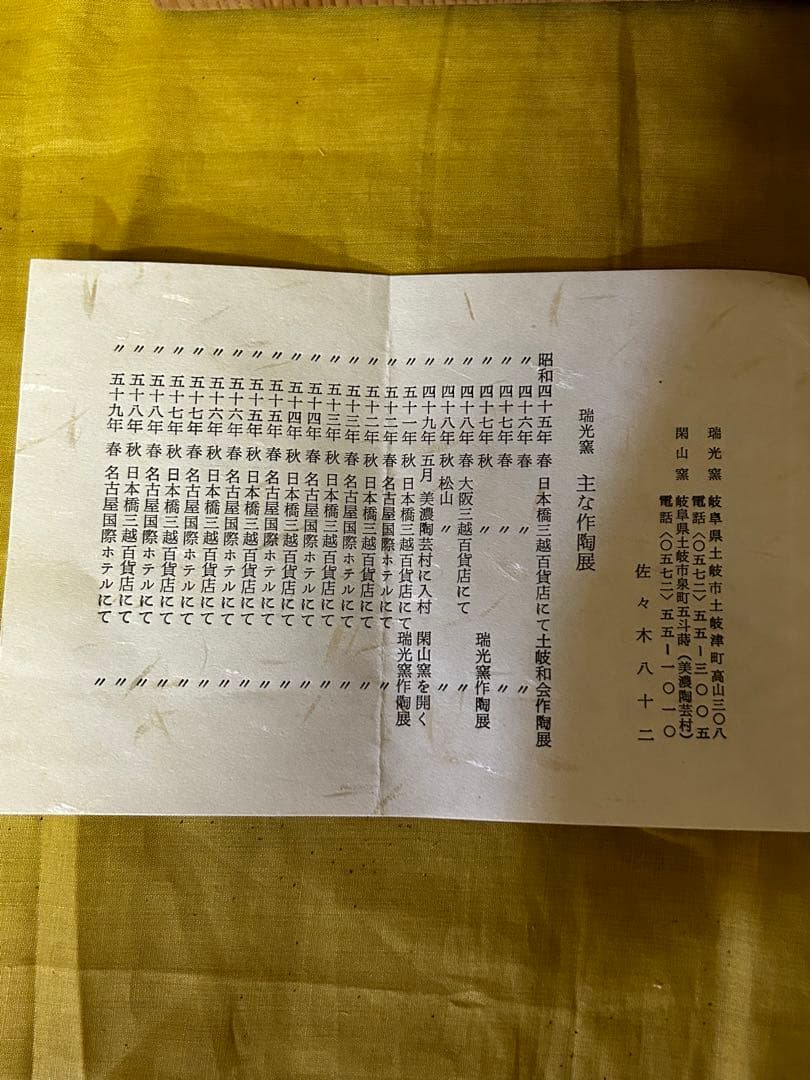 瑞光窯 岐阜県土岐市土岐津町高山三〇八
電話〈〇五七二〉五五ー三〇〇五
閑山窯 岐阜県土岐市泉町五斗蒔(美濃陶芸村)
電話〈〇五七二〉五五ー一〇一〇
佐々木八十二
瑞光窯 主な作陶展
昭和四十五年 春 日本橋三越百貨店にて 土岐和会作陶展
〃 四十六年 春 〃 〃
〃 四十七年 春 〃
〃 四十七年 秋 〃 瑞光窯作陶展
〃 四十八年 春 大阪三越百貨店にて 〃
〃 四十八年 秋 松山 〃 〃
〃 四十九年 五月 美濃陶芸村に入村 閑山窯を開く
〃 五十一年 秋 日本橋三越百貨店にて 瑞光窯作陶展
〃 五十二年 春 名古屋国際ホテルにて 〃
〃 五十二年 秋 日本橋三越百貨店にて 〃
〃 五十三年 春 名古屋国際ホテルにて 〃
〃 五十三年 秋 日本橋三越百貨店にて 〃
〃 五十四年 春 名古屋国際ホテルにて 〃
〃 五十四年 秋 日本橋三越百貨店にて 〃
〃 五十五年 春 名古屋国際ホテルにて 〃
〃 五十五年 秋 日本橋三越百貨店にて 〃
〃 五十六年 春 名古屋国際ホテルにて 〃
〃 五十六年 秋 日本橋三越百貨店にて 〃
〃 五十七年 春 名古屋国際ホテルにて 〃
〃 五十七年 秋 日本橋三越百貨店にて 〃
〃 五十八年 春 名古屋国際ホテルにて 〃
〃 五十八年 秋 日本橋三越百貨店にて 〃
〃 五十九年 春 名古屋国際ホテルにて 〃